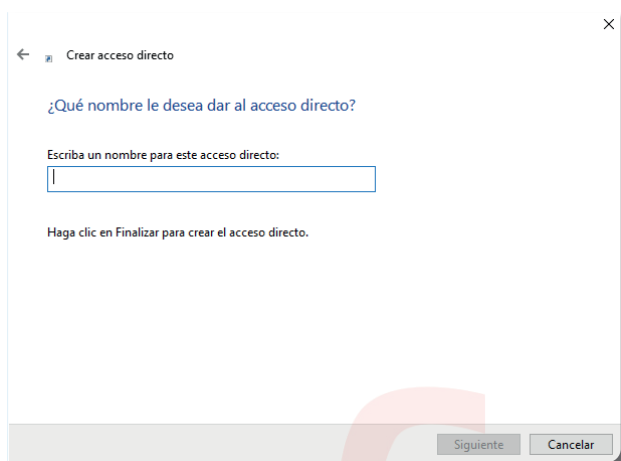 Crear acceso directo
¿Qué nombre le desea dar al acceso directo?
Escriba un nombre para este acceso directo:
Haga clic en Finalizar para crear el acceso directo.
Siguiente
Cancelar